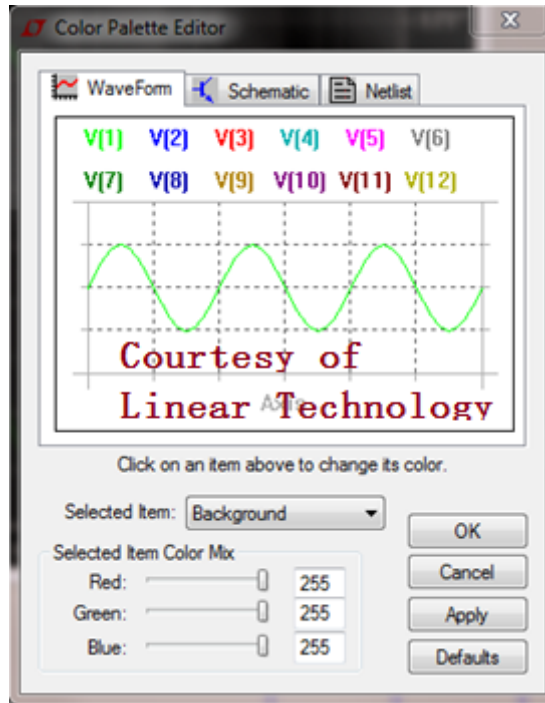 Color Palette Editor
WaveForm Schematic Netlist
V(1) V(2) V(3) V(4) V(5) V(6)
V(7) V(8) V(9) V(10) V(11) V(12)
Courtesy of
Axis
Linear Technology
Click on an item above to change its color.
Selected Item: Background
OK
Selected Item Color Mix
Red: 255
Cancel
Green: 255
Apply
Blue: 255
Defaults